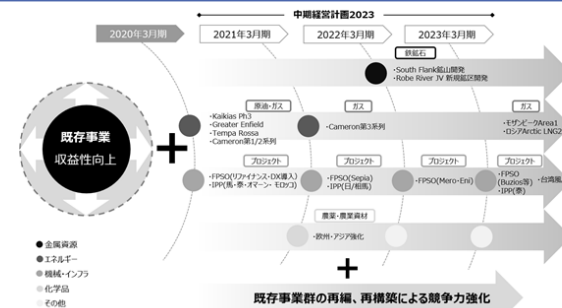 中期経営計画2023
2020年3月期
2021年3月期
2022年3月期
2023年3月期
鉄鉱石
・South Flank鉱山開発
・Robe River JV 新規鉱区開発
既存事業
収益性向上
+
原油・ガス
・Kaikias Ph3
・Greater Enfield
・Tempa Rossa
・Cameron第1/2系列
ガス
・Cameron第3系列
ガス
・モザンビークArea1
・ロシアArctic LNG2
プロジェクト
・FPSO(リファイナンス・DX導入)
・IPP(馬・泰・オマーン・モロッコ)
プロジェクト
・FPSO(Sepia)
・IPP(日/相馬)
プロジェクト
・FPSO(Mero・Eni)
プロジェクト
・FPSO
(Buzios等)
・IPP(泰)
・台湾風
農薬・農業資材
・欧州・アジア強化
●金属資源
●エネルギー
●機械・インフラ
●化学品
その他
+
既存事業群の再編、再構築による競争力強化